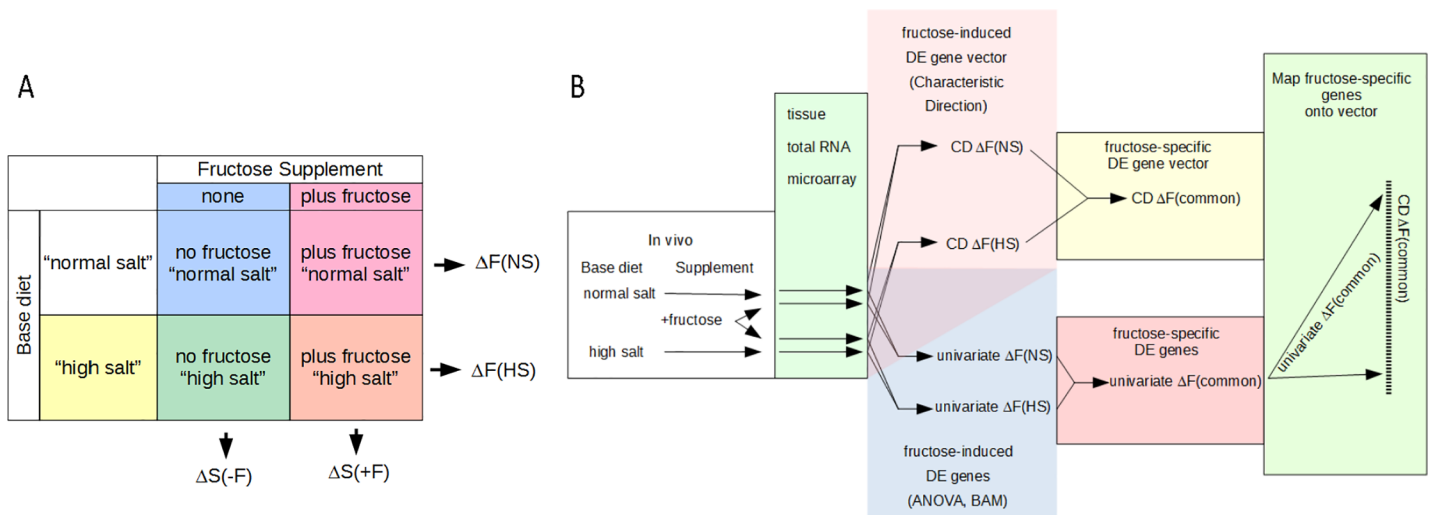 A
Fructose Supplement
none
plus fructose
Base diet
“normal salt”
no fructose
“normal salt”
plus fructose
“normal salt”
ΔF(NS)
“high salt”
no fructose
“high salt”
plus fructose
“high salt”
ΔF(HS)
ΔS(-F)
ΔS(+F)
B
In vivo
Base diet
Supplement
normal salt
+fructose
high salt
tissue
total RNA
microarray
fructose-induced
DE gene vector
(Characteristic
Direction)
CD ΔF(NS)
CD ΔF(HS)
univariate ΔF(NS)
univariate ΔF(HS)
fructose-induced
DE genes
(ANOVA, BAM)
fructose-specific
DE gene vector
CD ΔF(common)
fructose-specific
DE genes
univariate ΔF(common)
Map fructose-specific
genes
onto vector
univariate ΔF(common)
CD ΔF(common)